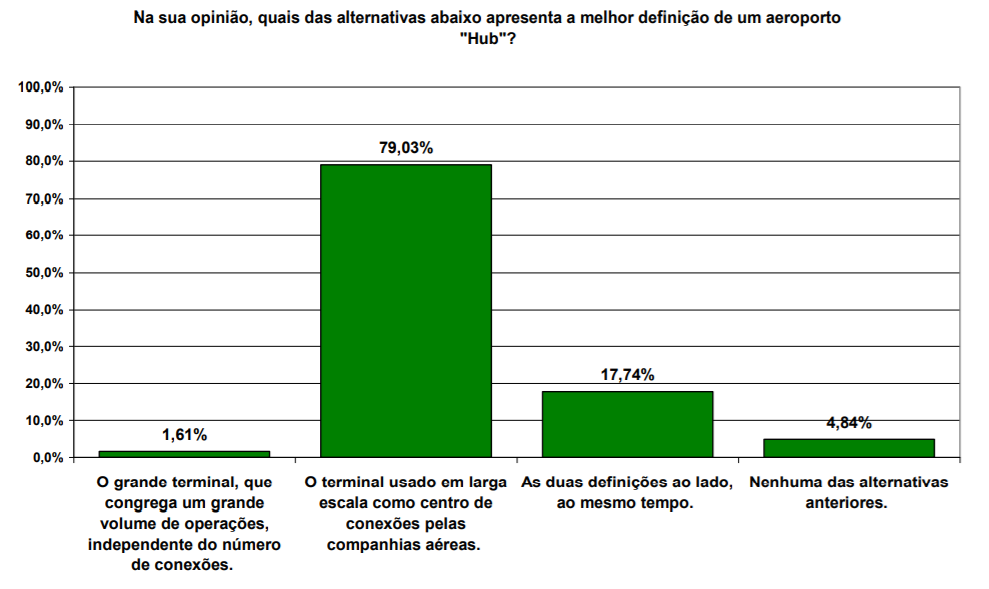 Na sua opinião, quais das alternativas abaixo apresenta a melhor definição de um aeroporto
"Hub"?
100,0%
90,0%
80,0%
70,0%
60,0%
50,0%
40,0%
30,0%
20,0%
10,0%
0,0%
1,61%
79,03%
17,74%
4,84%
O grande terminal, que
congrega um grande
volume de operações,
independente do número
de conexões.
O terminal usado em larga
escala como centro de
conexões pelas
companhias aéreas.
As duas definições ao lado,
ao mesmo tempo.
Nenhuma das alternativas
anteriores.